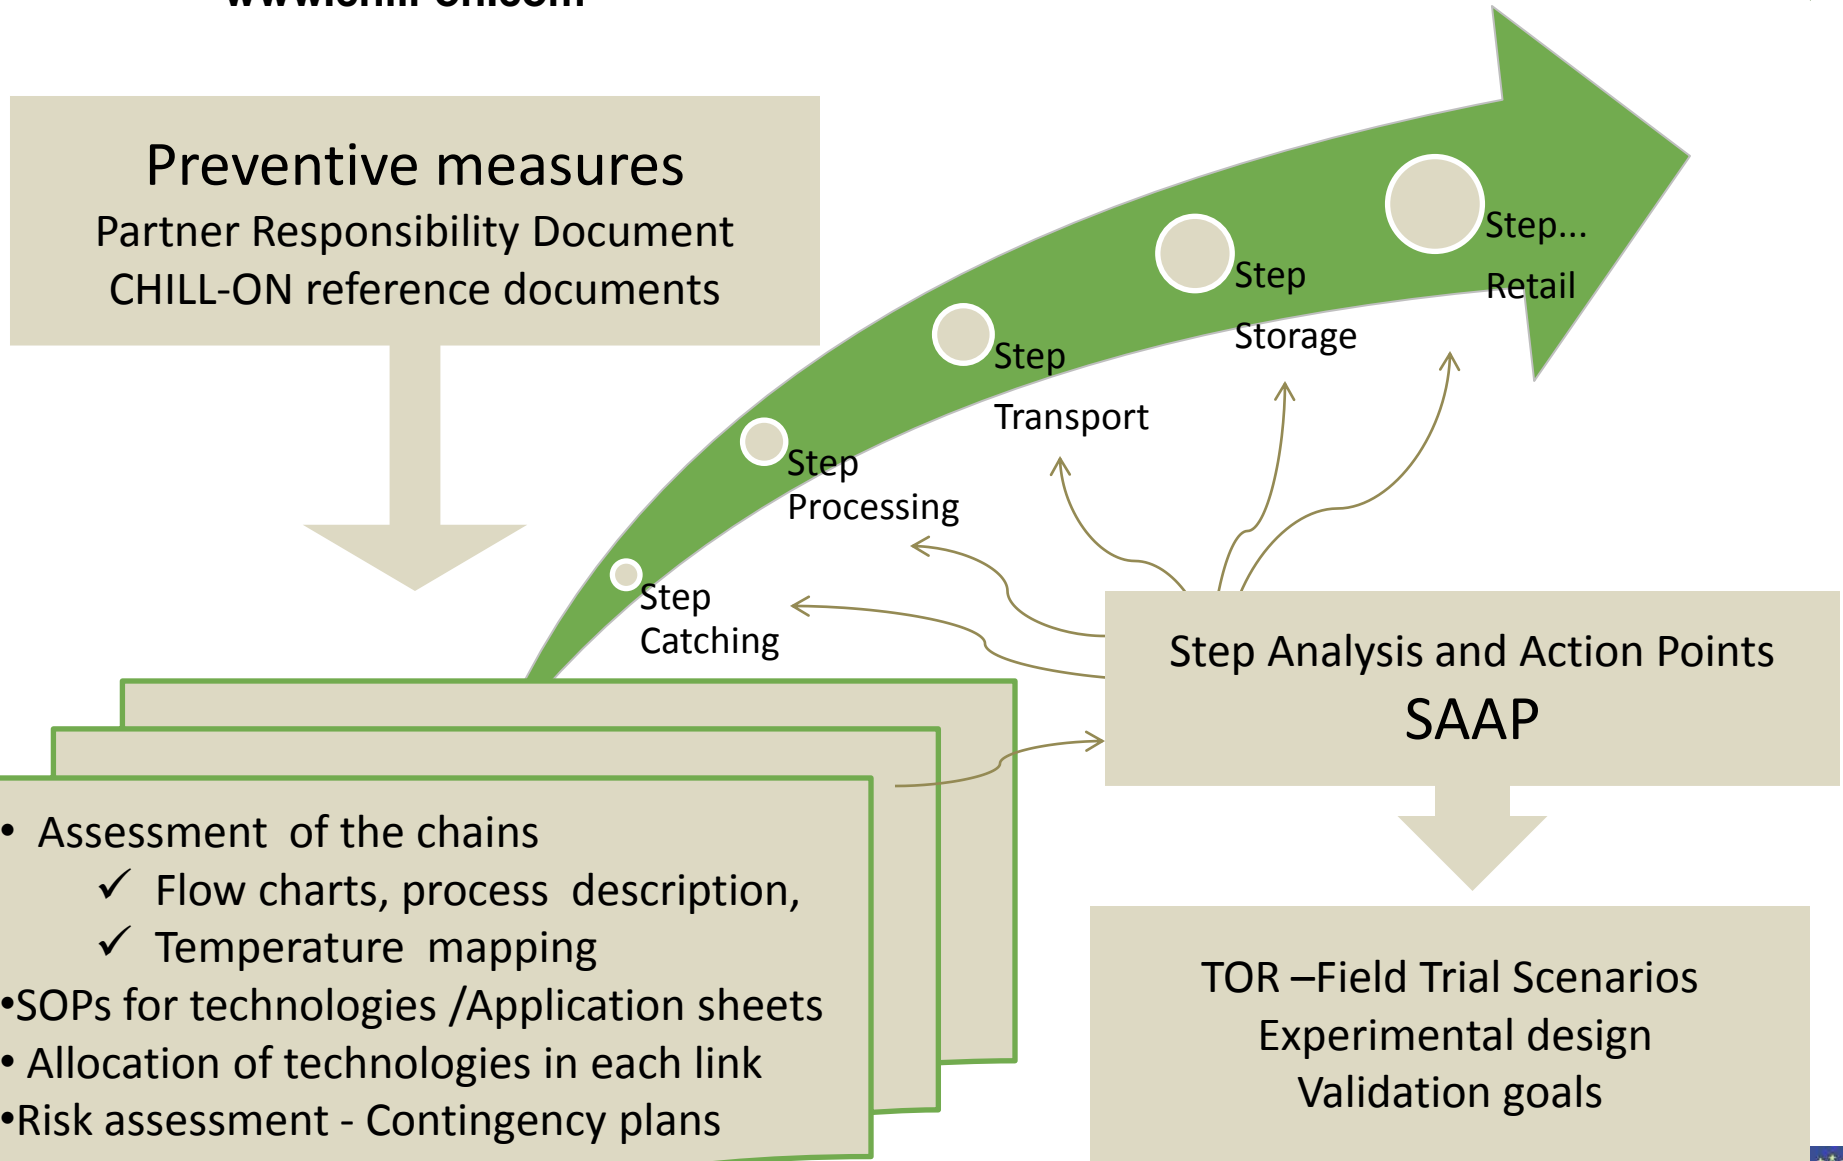 Preventive measures
Partner Responsibility Document
CHILL-ON reference documents
Step...
Retail
Step
Storage
Step
Transport
Step
Processing
Step
Catching
Step Analysis and Action Points
SAAP
• Assessment of the chains
✓ Flow charts, process description,
✓ Temperature mapping
•SOPs for technologies /Application sheets
• Allocation of technologies in each link
•Risk assessment - Contingency plans
TOR –Field Trial Scenarios
Experimental design
Validation goals